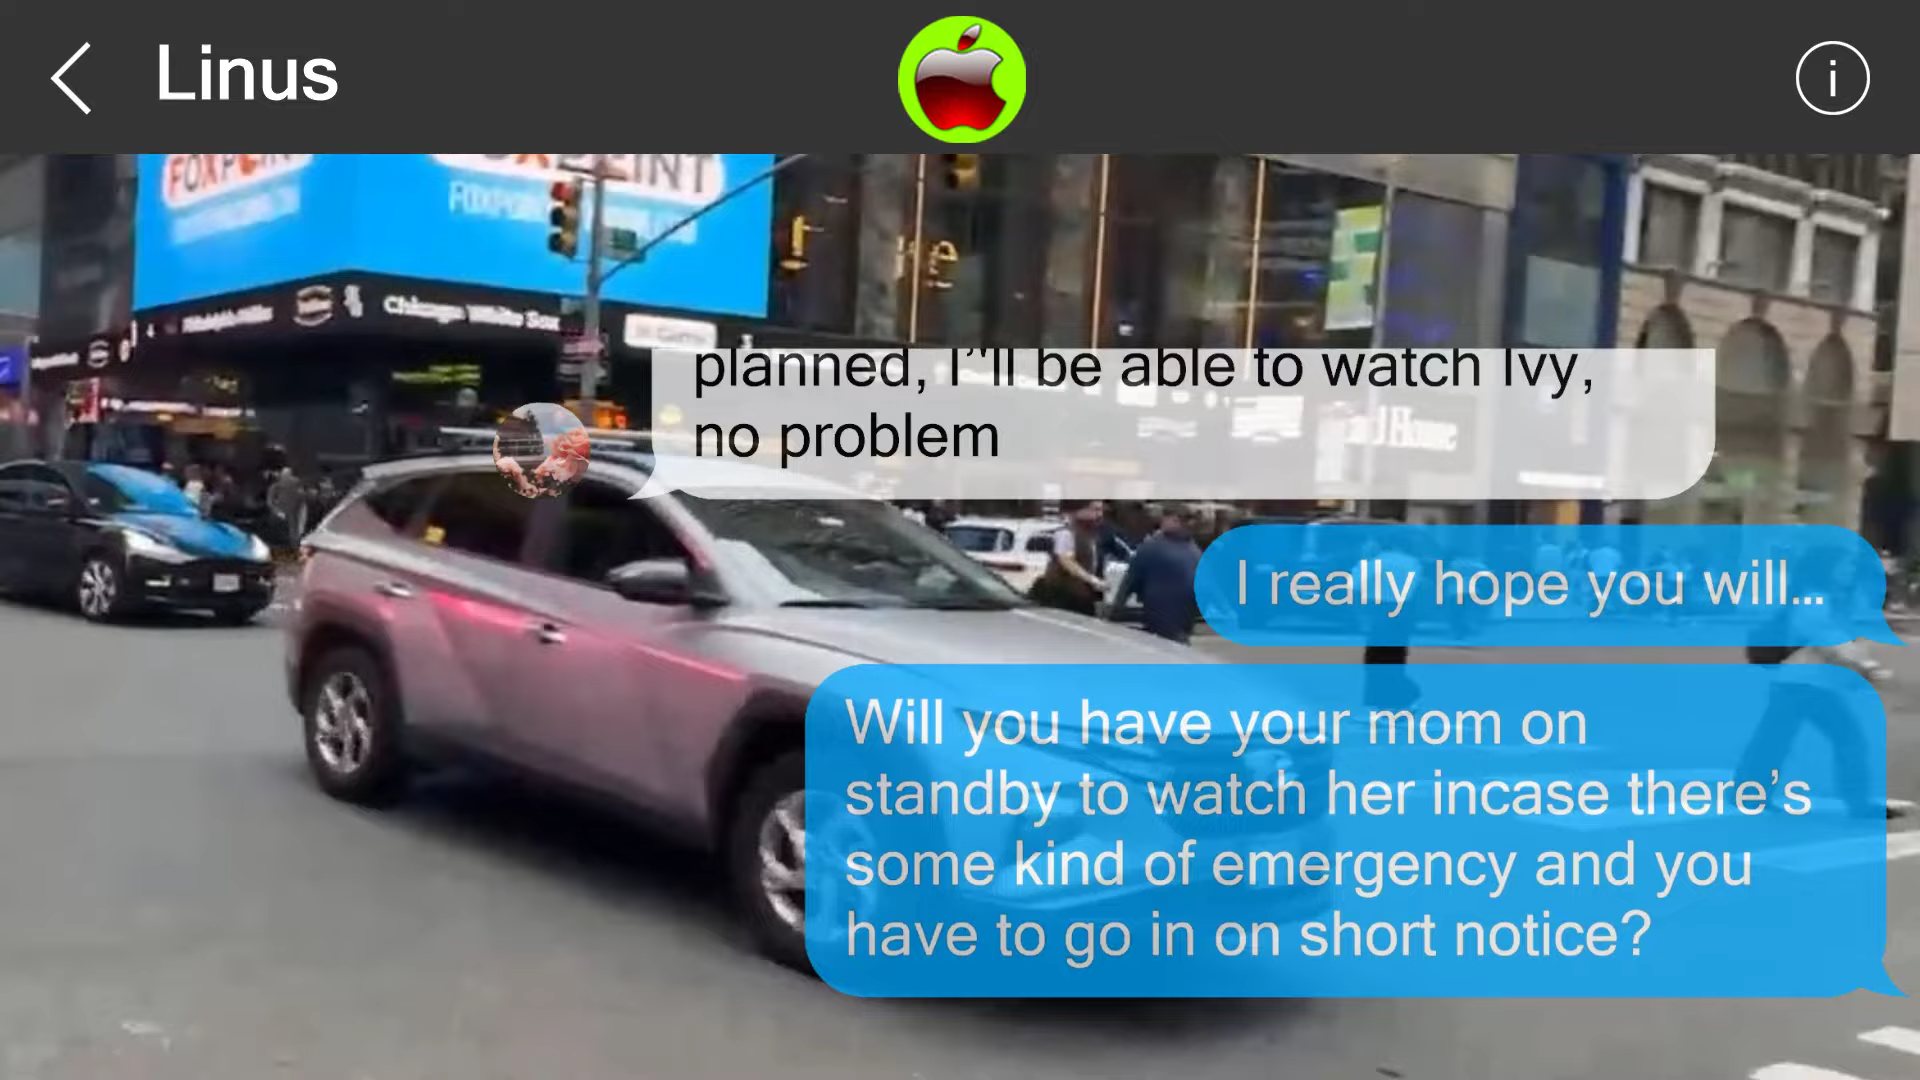 Linus
i
FOXPOINT
Chicago White Sox
planned, I"ll be able to watch Ivy,
no problem
I really hope you will...
Will you have your mom on
standby to watch her incase there’s
some kind of emergency and you
have to go in on short notice?